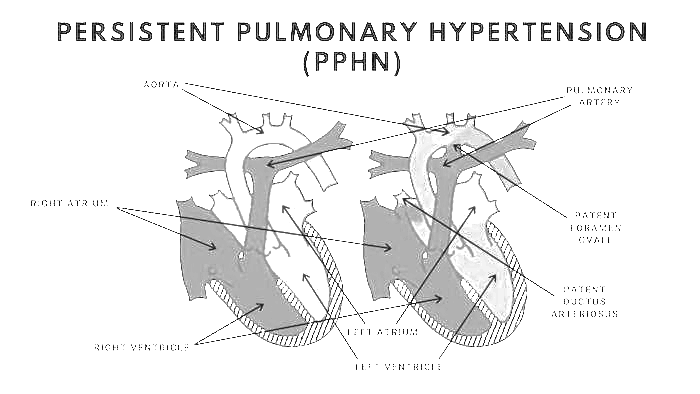 PERSISTENT PULMONARY HYPERTENSION
(PPHN)
AORTA
PULMONARY
ARTERY
RIGHT ATRIUM
PATENT
FORAMEN
OVALE
PATENT
DUCTUS
ARTERIOSUS
LEFT ATRIUM
RIGHT VENTRICLE
LEFT VENTRICLE